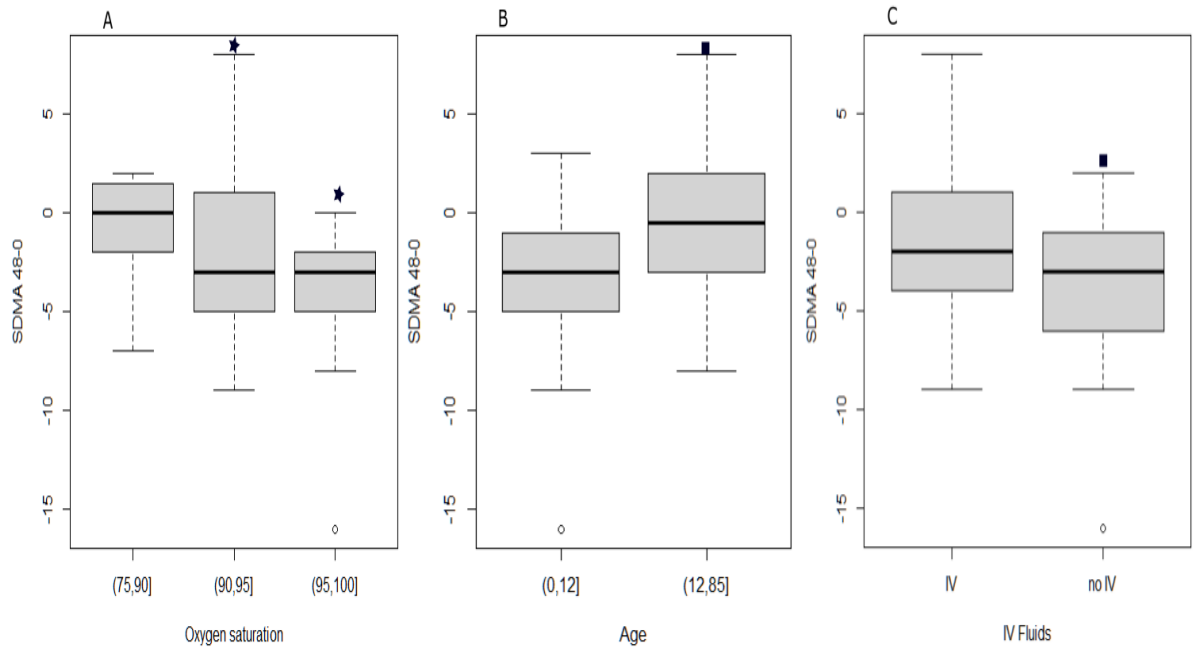 A
SDMA 48-0
5
0
-5
-10
-15
(75,90]
(90,95]
(95,100]
Oxygen saturation
B
SDMA 48-0
5
0
-5
-10
-15
(0,12]
(12,85]
Age
C
SDMA 48-0
5
0
-5
-10
-15
IV
no IV
IV Fluids